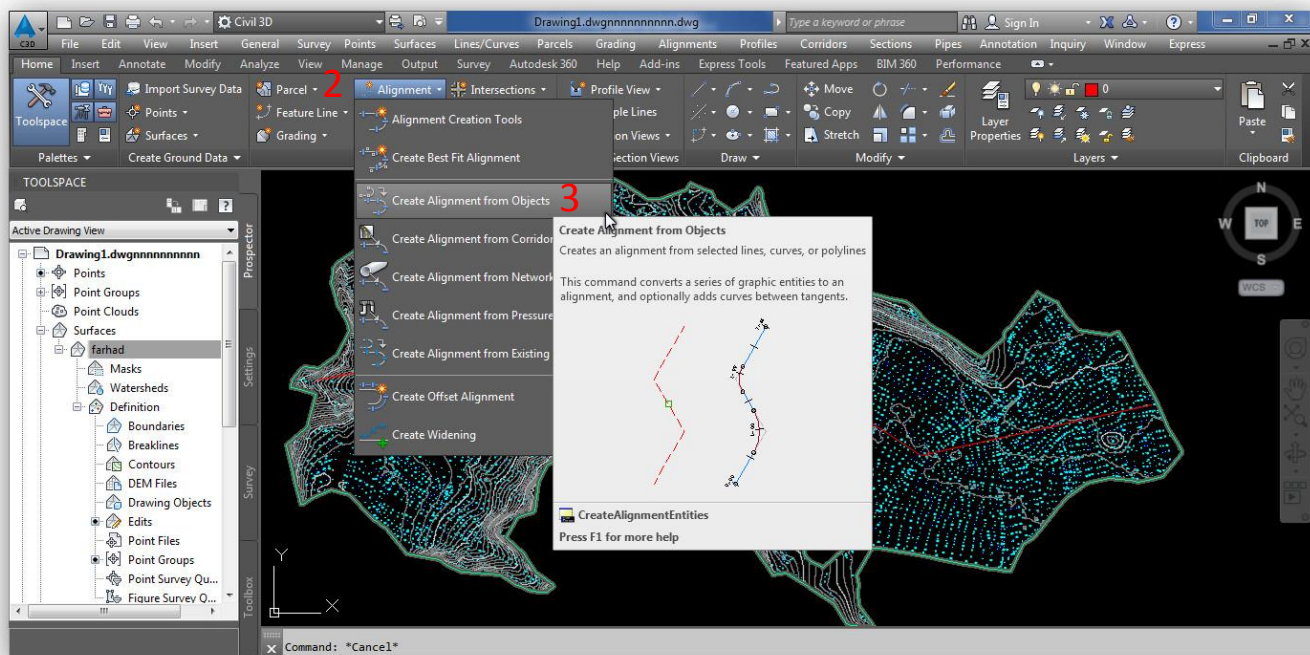 Civil 3D
Drawing1.dwgnnnnnnnnnn.dwg
Type a keyword or phrase
Sign In
C3D
File Edit View Insert General Survey Points Surfaces Lines/Curves Parcels Grading Alignments Profiles Corridors Sections Pipes Annotation Inquiry Window Express
Home Insert Annotate Modify Analyze View Manage Output Survey Autodesk 360 Help Add-ins Express Tools Featured Apps BIM 360 Performance
Toolspace
Import Survey Data
Points
Surfaces
Parcel
Feature Line
Grading
2
Alignment
Intersections
Profile View
ple Lines
on Views
Move
Copy
Stretch
Layer
Properties
0
Paste
Palettes
Create Ground Data
Section Views
Draw
Modify
Layers
Clipboard
Alignment Creation Tools
Create Best Fit Alignment
Create Alignment from Objects
3
Create Alignment from Corridor
Create Alignment from Network
Create Alignment from Pressure
Create Alignment from Existing
Create Offset Alignment
Create Widening
Create Alignment from Objects
Creates an alignment from selected lines, curves, or polylines
This command converts a series of graphic entities to an
alignment, and optionally adds curves between tangents.
CreateAlignmentEntities
Press F1 for more help
TOOLSPACE
Active Drawing View
Drawing1.dwgnnnnnnnnnn
Points
Point Groups
Point Clouds
Surfaces
farhad
Masks
Watersheds
Definition
Boundaries
Breaklines
Contours
DEM Files
Drawing Objects
Edits
Point Files
Point Groups
Point Survey Qu...
Figure Survey Q...
Prospector
Settings
Survey
Toolbox
N
W
TOP
E
S
WCS
Y
X
Command: *Cancel*